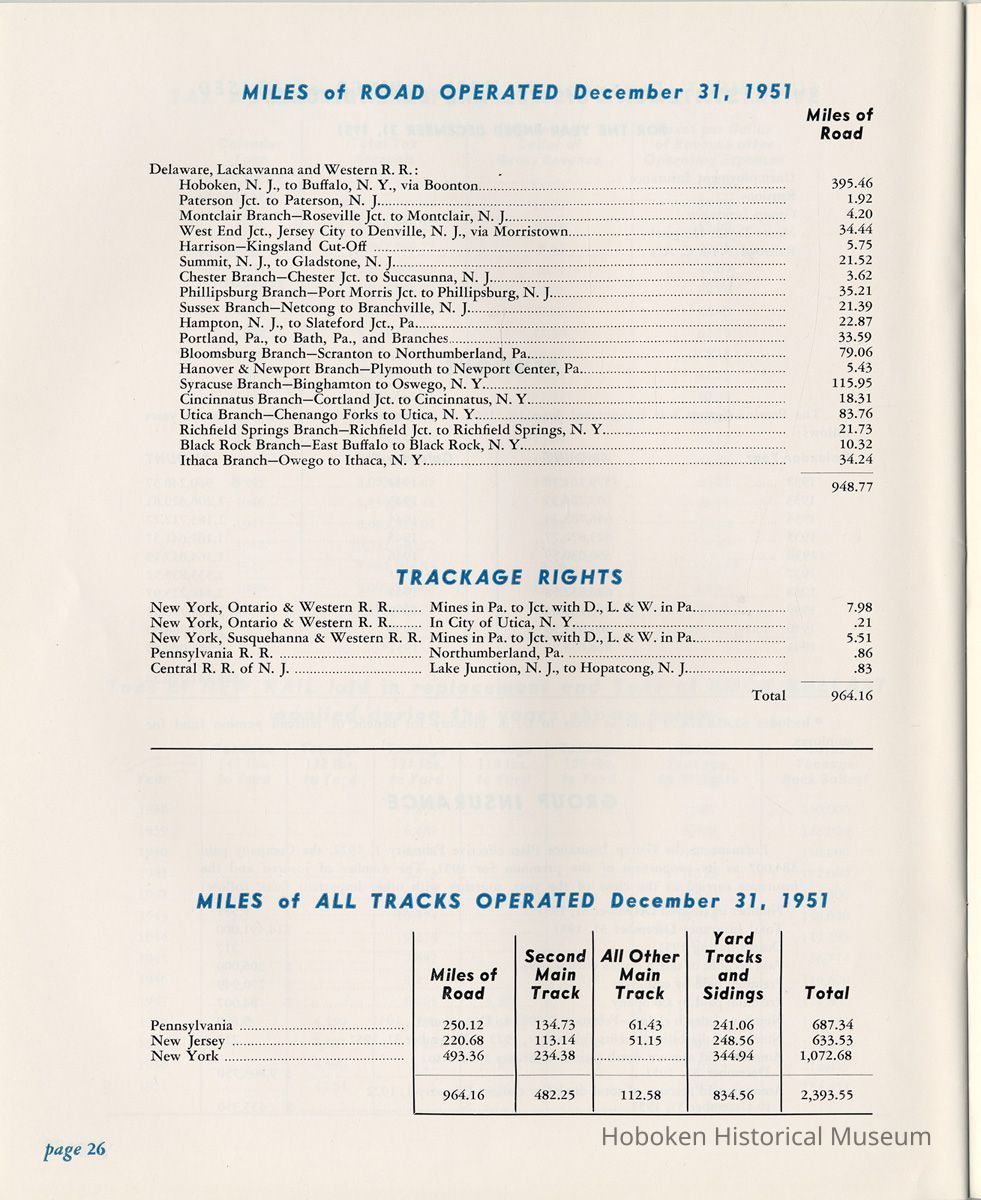 MILES of ROAD OPERATED December 31, 1951
Miles of
Road
Delaware, Lackawanna and Western R. R.:
Hoboken, N. J., to Buffalo, N. Y., via Boonton 395.46
Paterson Jct. to Paterson, N. J. 1.92
Montclair Branch—Roseville Jct. to Montclair, N. J. 4.20
West End Jct., Jersey City to Denville, N. J., via Morristown 34.44
Harrison—Kingsland Cut-Off 5.75
Summit, N. J., to Gladstone, N. J. 21.52
Chester Branch—Chester Jct. to Succasunna, N. J. 3.62
Phillipsburg Branch—Port Morris Jct. to Phillipsburg, N. J. 35.21
Sussex Branch—Netcong to Branchville, N. J. 21.39
Hampton, N. J., to Slateford Jct., Pa. 22.87
Portland, Pa., to Bath, Pa., and Branches 33.59
Bloomsburg Branch—Scranton to Northumberland, Pa. 79.06
Hanover & Newport Branch—Plymouth to Newport Center, Pa. 5.43
Syracuse Branch—Binghamton to Oswego, N. Y. 115.95
Cincinnatus Branch—Cortland Jct. to Cincinnatus, N. Y. 18.31
Utica Branch—Chenango Forks to Utica, N. Y. 83.76
Richfield Springs Branch—Richfield Jct. to Richfield Springs, N. Y. 21.73
Black Rock Branch—East Buffalo to Black Rock, N. Y. 10.32
Ithaca Branch—Owego to Ithaca, N. Y. 34.24
948.77
TRACKAGE RIGHTS
New York, Ontario & Western R. R. Mines in Pa. to Jct. with D., L. & W. in Pa. 7.98
New York, Ontario & Western R. R. In City of Utica, N. Y. .21
New York, Susquehanna & Western R. R. Mines in Pa. to Jct. with D., L. & W. in Pa. 5.51
Pennsylvania R. R. Northumberland, Pa. .86
Central R. R. of N. J. Lake Junction, N. J., to Hopatcong, N. J. .83
Total 964.16
MILES of ALL TRACKS OPERATED December 31, 1951
Miles of Road Second Main Track All Other Main Track Yard Tracks and Sidings Total
Pennsylvania 250.12 134.73 61.43 241.06 687.34
New Jersey 220.68 113.14 51.15 248.56 633.53
New York 493.36 234.38 344.94 1,072.68
964.16 482.25 112.58 834.56 2,393.55
Hoboken Historical Museum
page 26